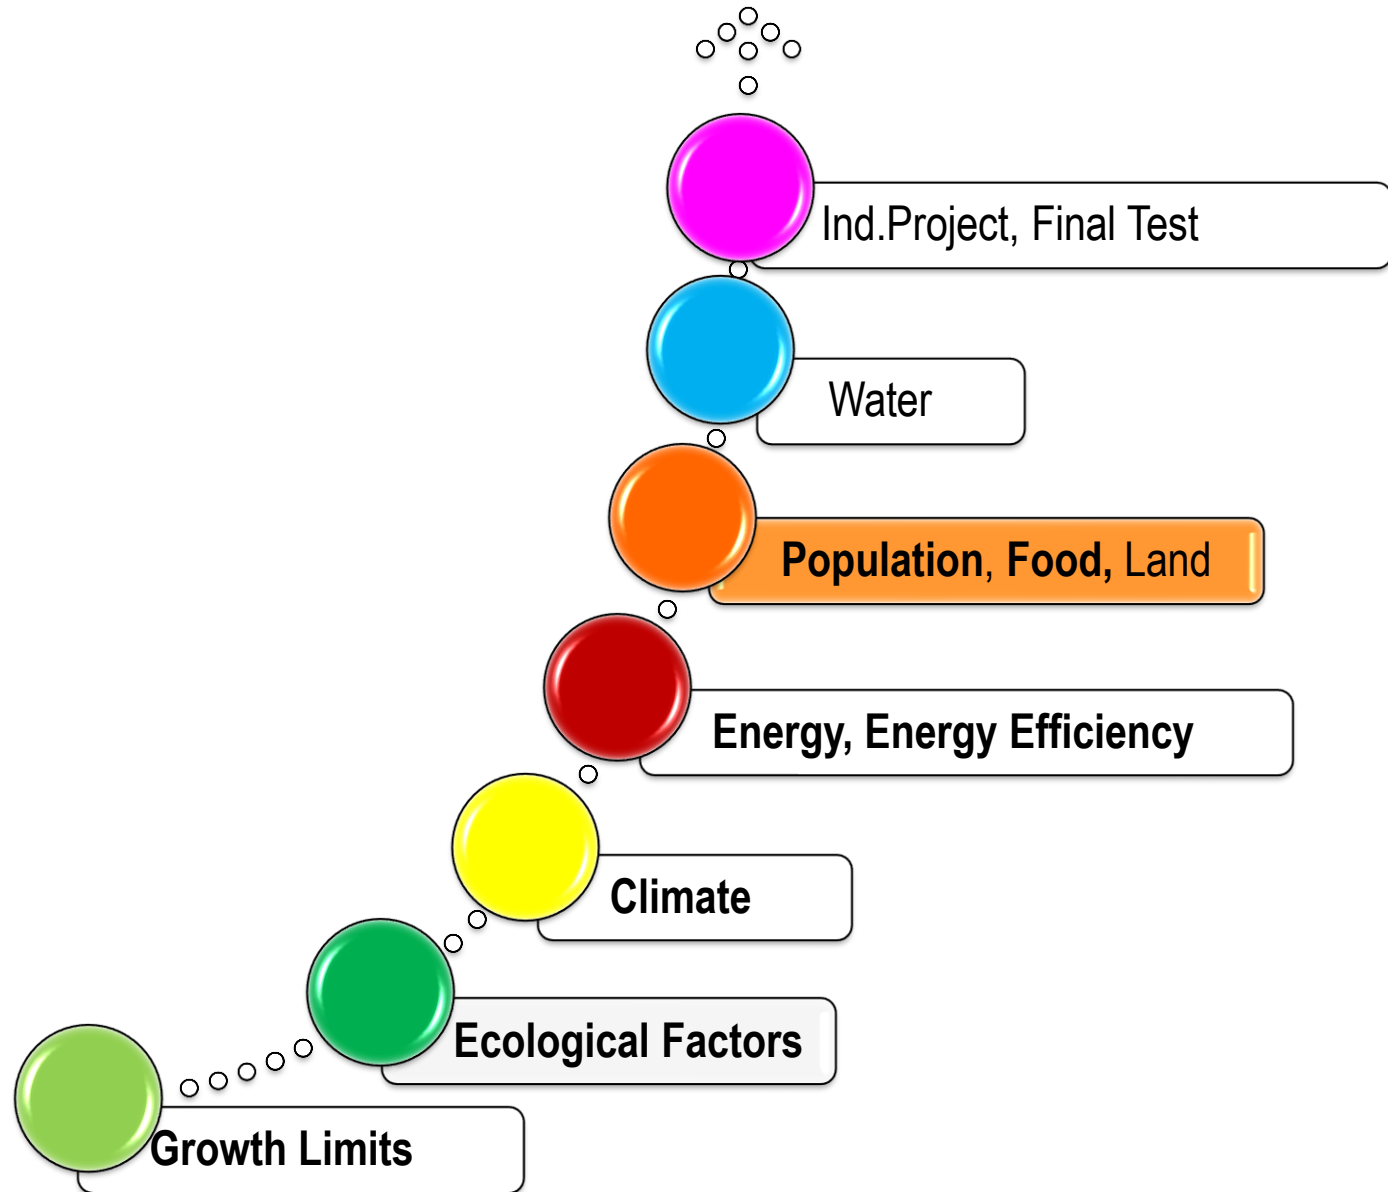 Ind.Project, Final Test
Water
Population, Food, Land
Energy, Energy Efficiency
Climate
Ecological Factors
Growth Limits